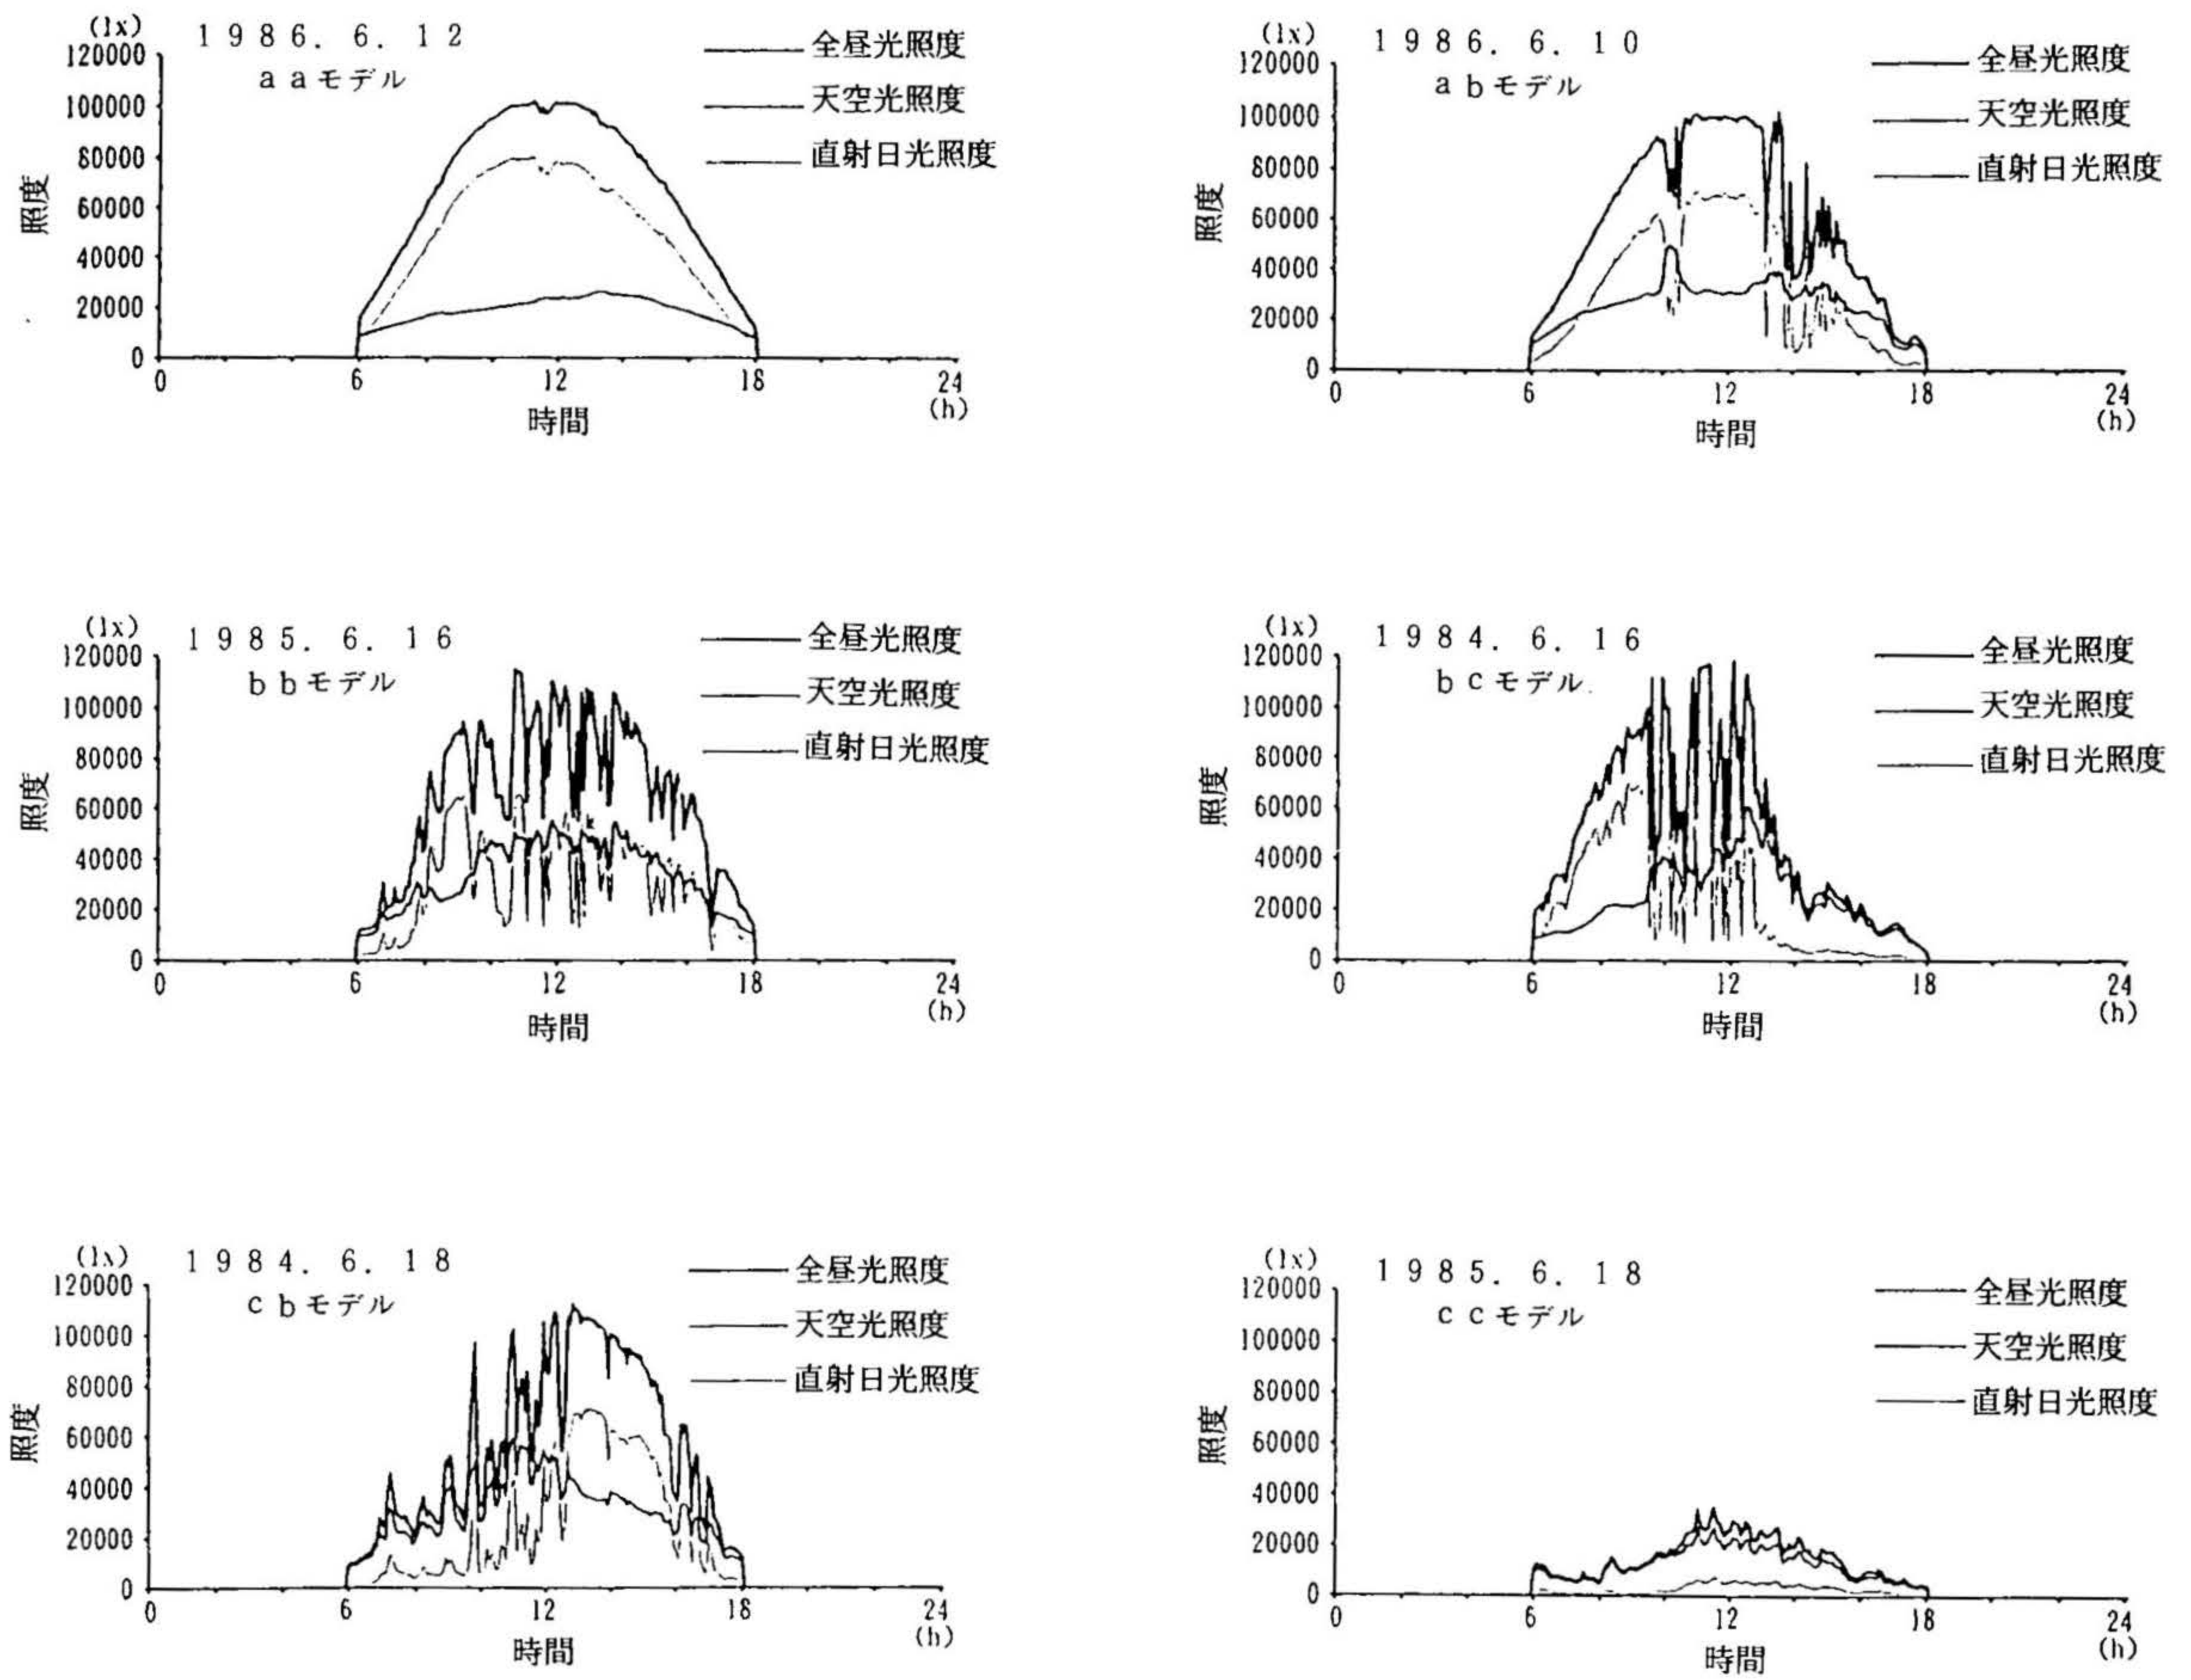 (lx)
1986. 6. 12
aaモデル
全昼光照度
天空光照度
直射日光照度
120000
100000
80000
60000
40000
20000
0
照度
0 6 12 18 24
(h)
時間
(lx)
1986. 6. 10
abモデル
全昼光照度
天空光照度
直射日光照度
120000
100000
80000
60000
40000
20000
0
照度
0 6 12 18 24
(h)
時間
(lx)
1985. 6. 16
bbモデル
全昼光照度
天空光照度
直射日光照度
120000
100000
80000
60000
40000
20000
0
照度
0 6 12 18 24
(h)
時間
(lx)
1984. 6. 16
bcモデル
全昼光照度
天空光照度
直射日光照度
120000
100000
80000
60000
40000
20000
0
照度
0 6 12 18 24
(h)
時間
(lx)
1984. 6. 18
cbモデル
全昼光照度
天空光照度
直射日光照度
120000
100000
80000
60000
40000
20000
0
照度
0 6 12 18 24
(h)
時間
(lx)
1985. 6. 18
ccモデル
全昼光照度
天空光照度
直射日光照度
120000
100000
80000
60000
40000
20000
0
照度
0 6 12 18 24
(h)
時間